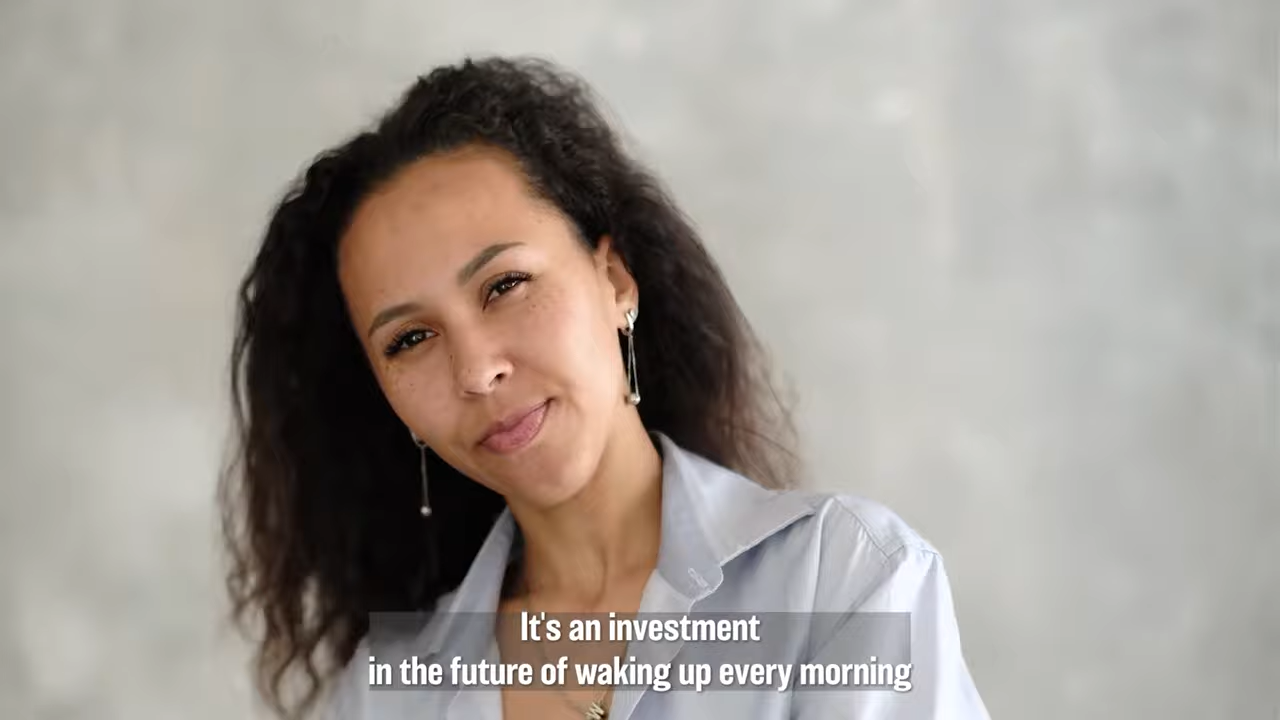 It's an investment
in the future of waking up every morning